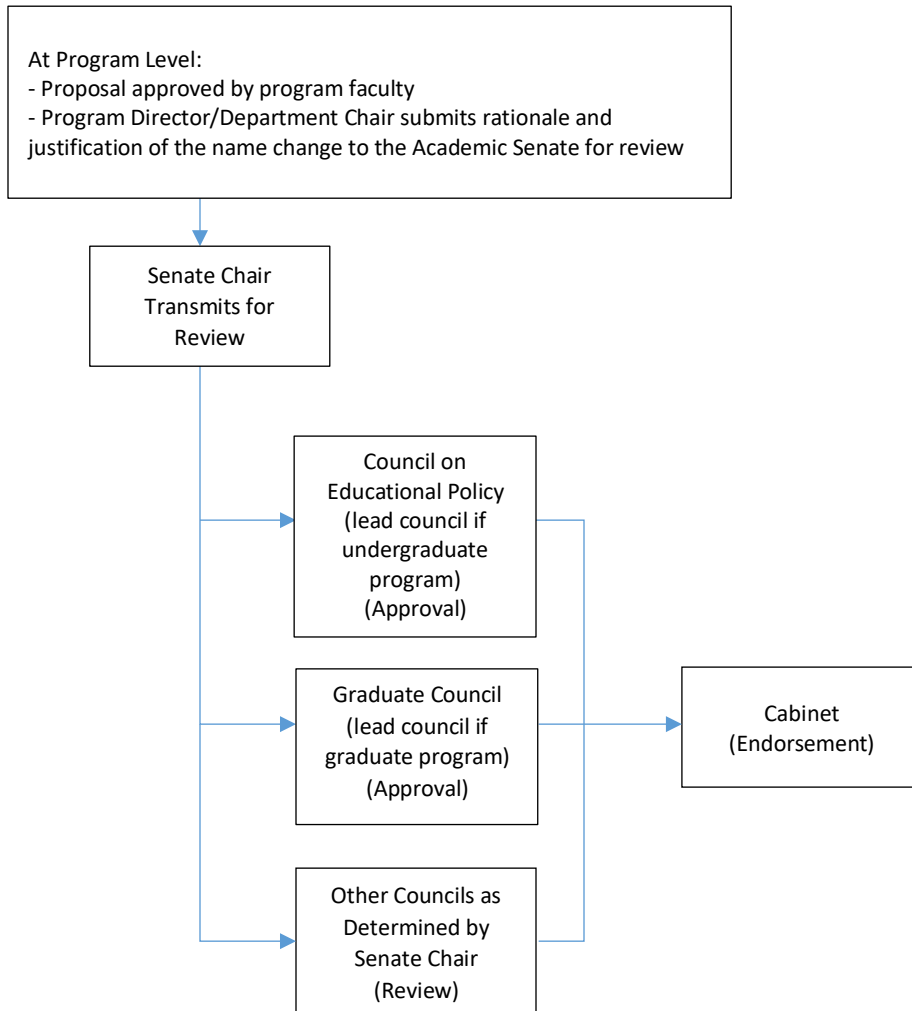 At Program Level:
- Proposal approved by program faculty
- Program Director/Department Chair submits rationale and
justification of the name change to the Academic Senate for review
Senate Chair
Transmits for
Review
Council on
Educational Policy
(lead council if
undergraduate
program)
(Approval)
Graduate Council
(lead council if
graduate program)
(Approval)
Cabinet
(Endorsement)
Other Councils as
Determined by
Senate Chair
(Review)